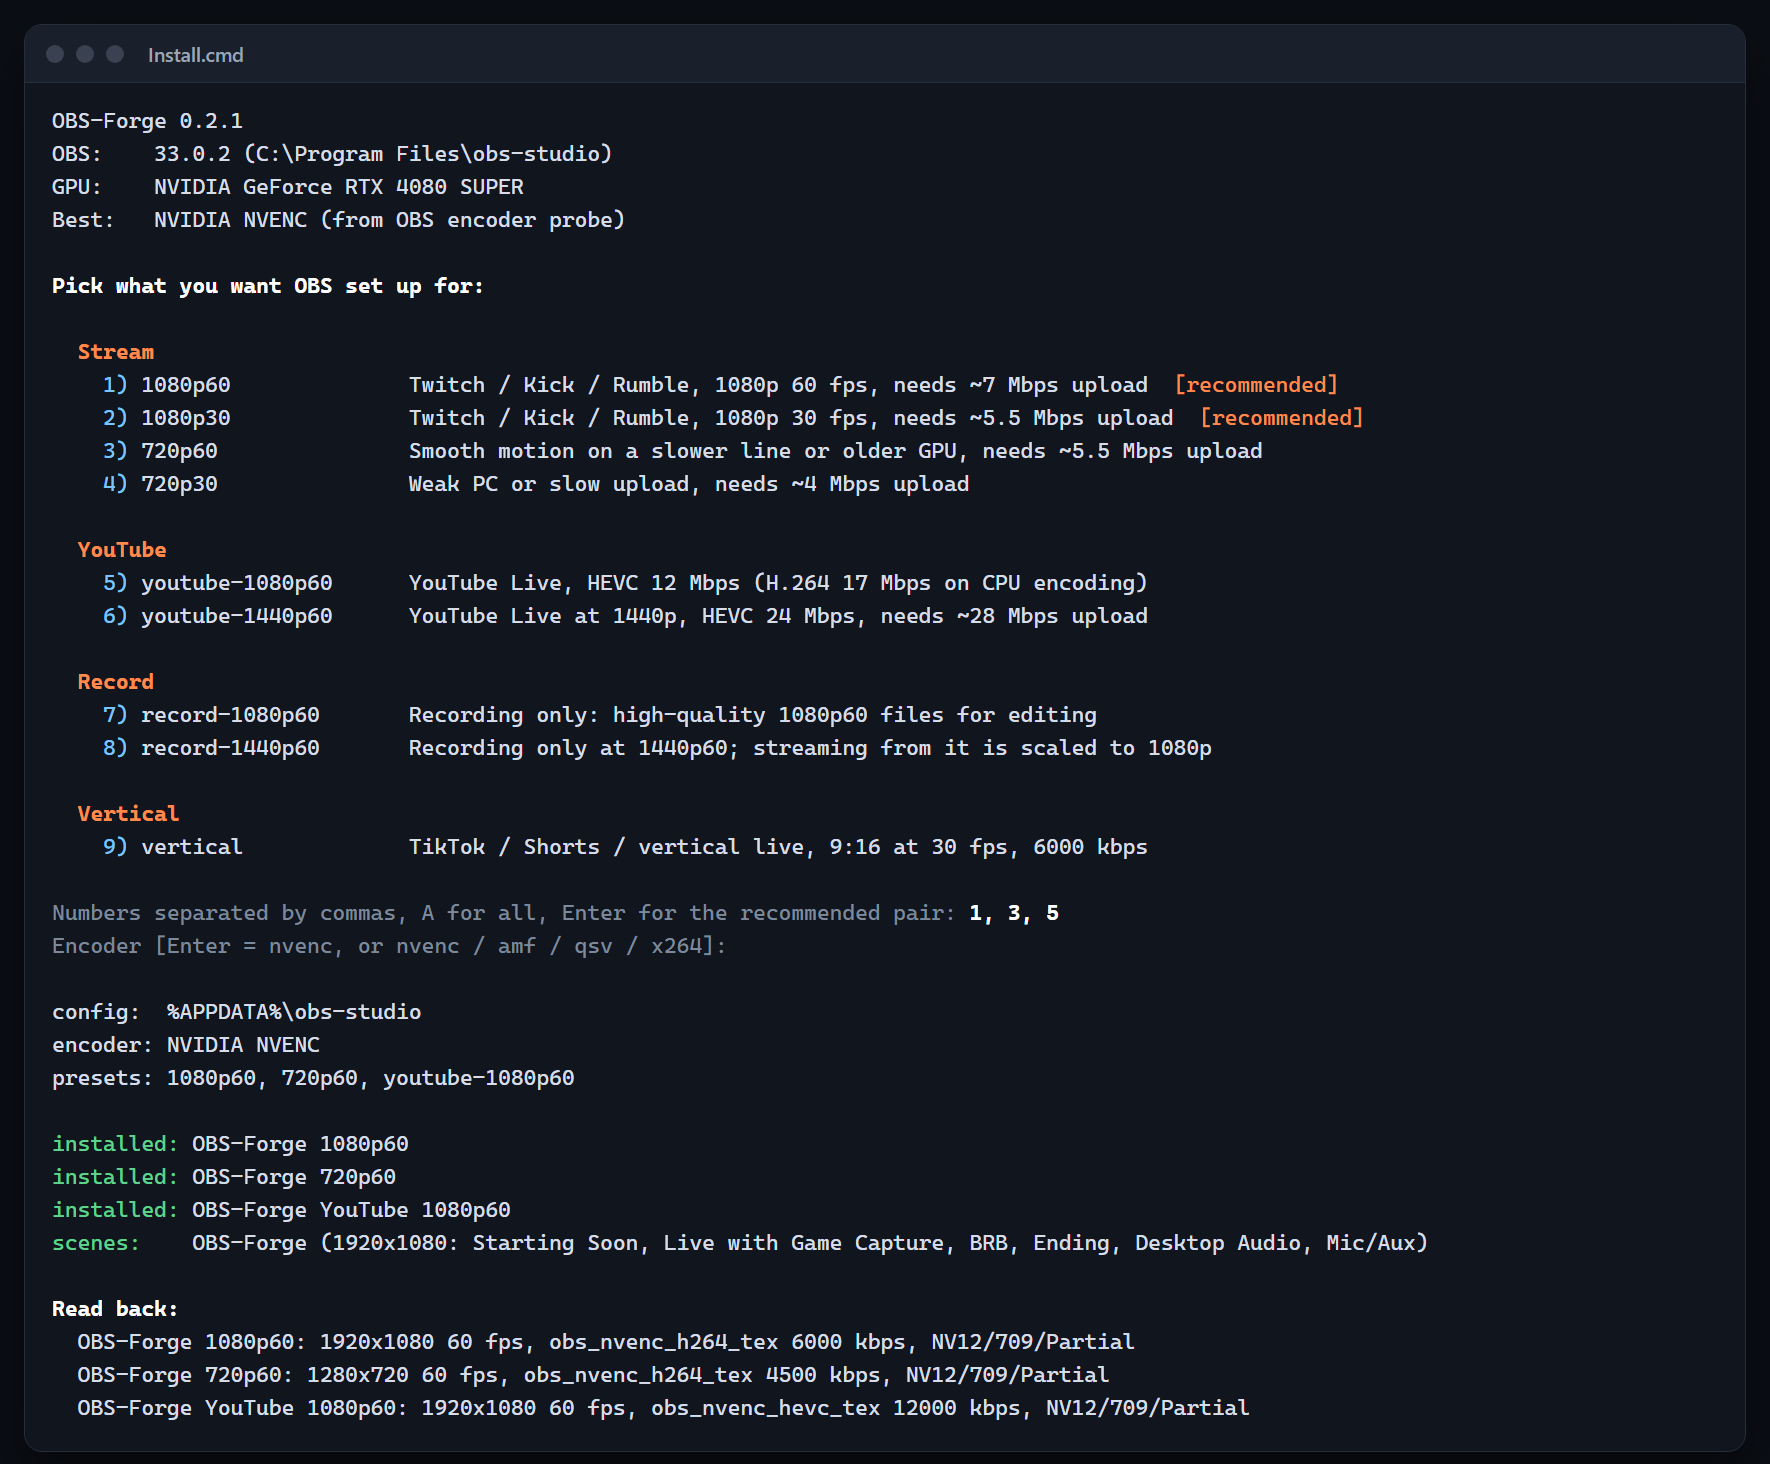 Install.cmd
OBS-Forge 0.2.1
OBS:    33.0.2 (C:\Program Files\obs-studio)
GPU:    NVIDIA GeForce RTX 4080 SUPER
Best:   NVIDIA NVENC (from OBS encoder probe)
Pick what you want OBS set up for:
Stream
1) 1080p60    Twitch / Kick / Rumble, 1080p 60 fps, needs ~7 Mbps upload  [recommended]
2) 1080p30    Twitch / Kick / Rumble, 1080p 30 fps, needs ~5.5 Mbps upload  [recommended]
3) 720p60    Smooth motion on a slower line or older GPU, needs ~5.5 Mbps upload
4) 720p30    Weak PC or slow upload, needs ~4 Mbps upload
YouTube
5) youtube-1080p60    YouTube Live, HEVC 12 Mbps (H.264 17 Mbps on CPU encoding)
6) youtube-1440p60    YouTube Live at 1440p, HEVC 24 Mbps, needs ~28 Mbps upload
Record
7) record-1080p60    Recording only: high-quality 1080p60 files for editing
8) record-1440p60    Recording only at 1440p60; streaming from it is scaled to 1080p
Vertical
9) vertical    TikTok / Shorts / vertical live, 9:16 at 30 fps, 6000 kbps
Numbers separated by commas, A for all, Enter for the recommended pair: 1, 3, 5
Encoder [Enter = nvenc, or nvenc / amf / qsv / x264]:
config:  %APPDATA%\obs-studio
encoder: NVIDIA NVENC
presets: 1080p60, 720p60, youtube-1080p60
installed: OBS-Forge 1080p60
installed: OBS-Forge 720p60
installed: OBS-Forge YouTube 1080p60
scenes:    OBS-Forge (1920x1080: Starting Soon, Live with Game Capture, BRB, Ending, Desktop Audio, Mic/Aux)
Read back:
OBS-Forge 1080p60: 1920x1080 60 fps, obs_nvenc_h264_tex 6000 kbps, NV12/709/Partial
OBS-Forge 720p60: 1280x720 60 fps, obs_nvenc_h264_tex 4500 kbps, NV12/709/Partial
OBS-Forge YouTube 1080p60: 1920x1080 60 fps, obs_nvenc_hevc_tex 12000 kbps, NV12/709/Partial